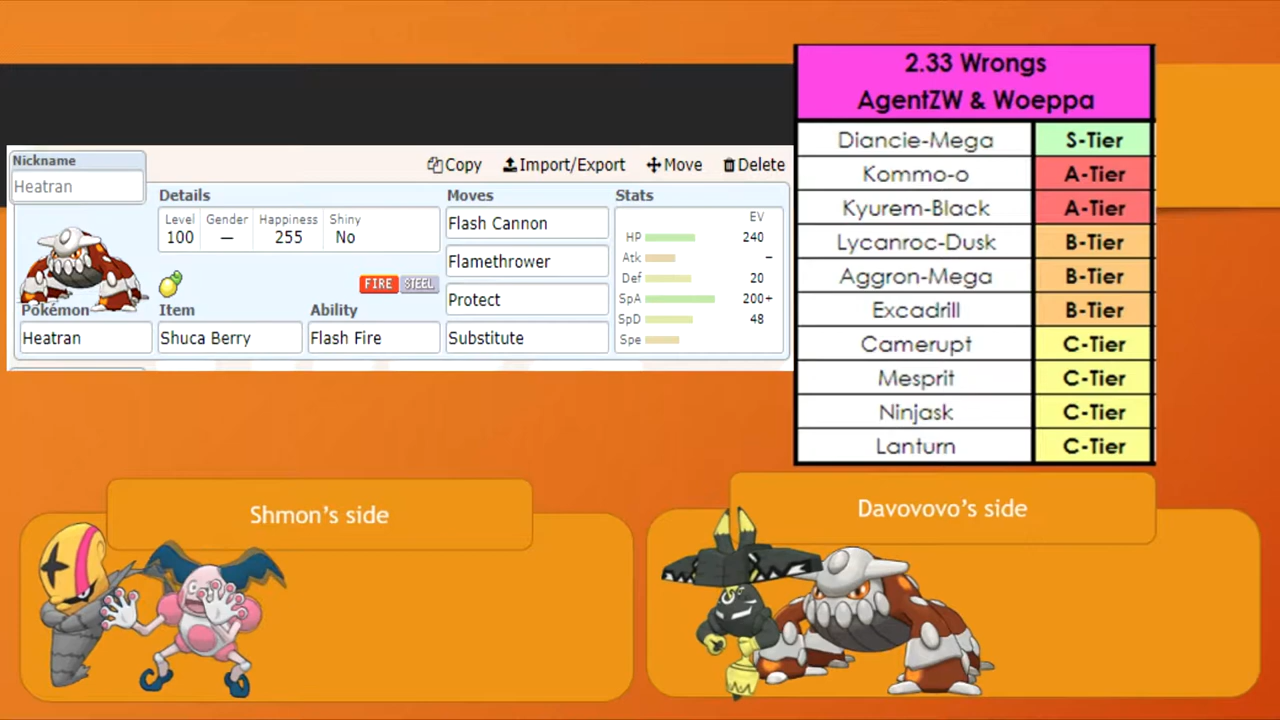 Nickname
Heatran
Copy Import/Export Move Delete
Details
Level Gender Happiness Shiny
100 — 255 No
FIRE STEEL
Pokémon Item Ability
Heatran Shuca Berry Flash Fire
Moves
Flash Cannon
Flamethrower
Protect
Substitute
Stats
EV
HP 240
Atk –
Def 20
SpA 200+
SpD 48
Spe
2.33 Wrongs
AgentZW & Woeppa
Diancie-Mega S-Tier
Kommo-o A-Tier
Kyurem-Black A-Tier
Lycanroc-Dusk B-Tier
Aggron-Mega B-Tier
Excadrill B-Tier
Camerupt C-Tier
Mesprit C-Tier
Ninjask C-Tier
Lanturn C-Tier
Shmon's side
Davovovo's side